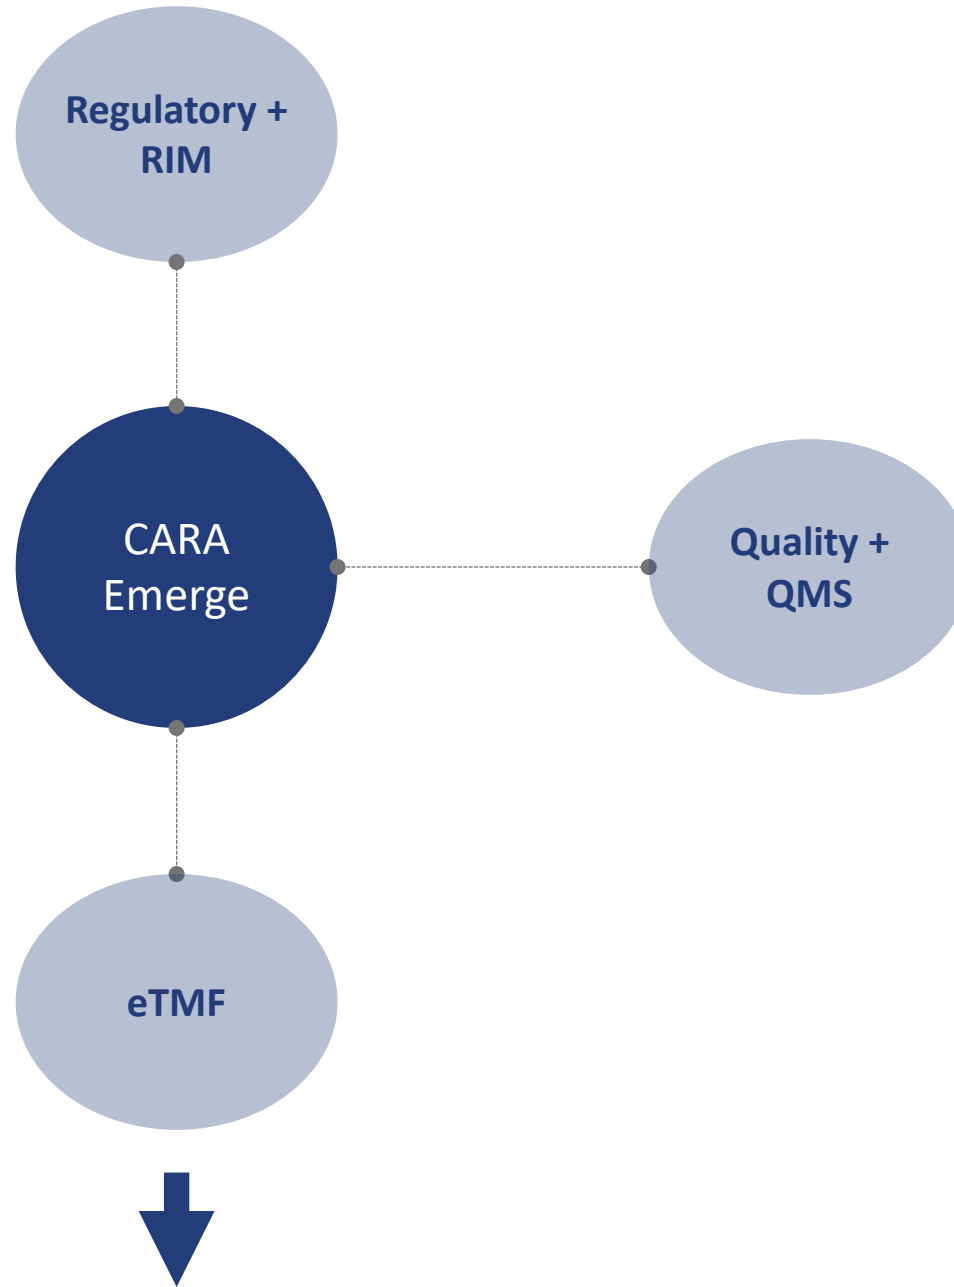 Regulatory +
RIM
CARA
Emerge
Quality +
QMS
eTMF